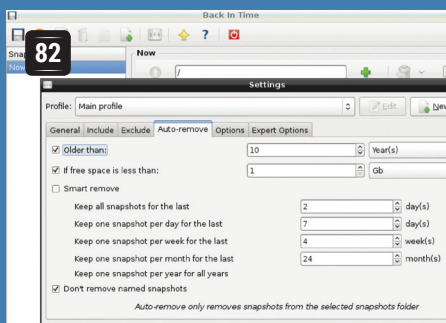 Back In Time
Snap
82
Now
Now
/
Settings
Profile: Main profile Edit New
General Include Exclude Auto-remove Options Expert Options
Older than: 10 Year(s)
If free space is less than: 1 Gb
Smart remove
Keep all snapshots for the last 2 day(s)
Keep one snapshot per day for the last 7 day(s)
Keep one snapshot per week for the last 4 week(s)
Keep one snapshot per month for the last 24 month(s)
Keep one snapshot per year for all years
Don't remove named snapshots
Auto-remove only removes snapshots from the selected snapshots folder